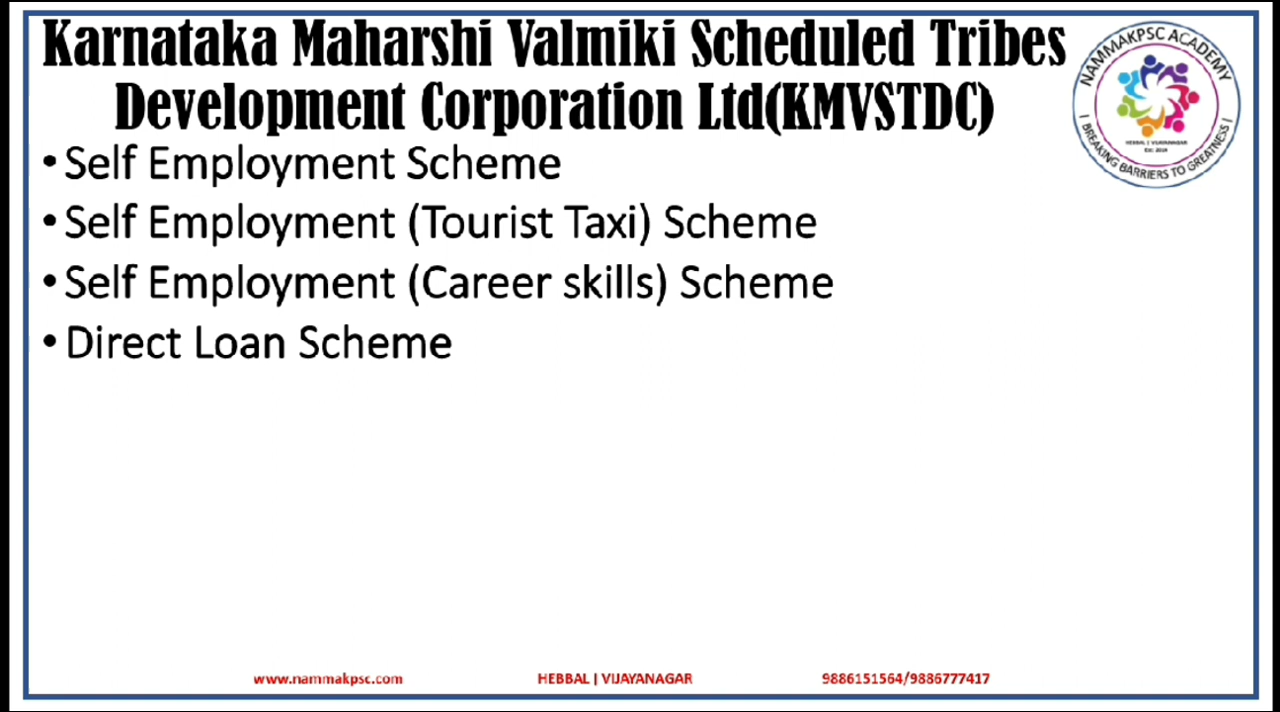 Karnataka Maharshi Valmiki Scheduled Tribes
Development Corporation Ltd(KMVSTDC)
NAMMAKPSC ACADEMY
HEBBAL | VIJAYANAGAR
| BREAKING BARRIERS TO GREATNESS |
• Self Employment Scheme
• Self Employment (Tourist Taxi) Scheme
• Self Employment (Career skills) Scheme
• Direct Loan Scheme
www.nammakpsc.com HEBBAL | VIJAYANAGAR 9886151564/9886777417